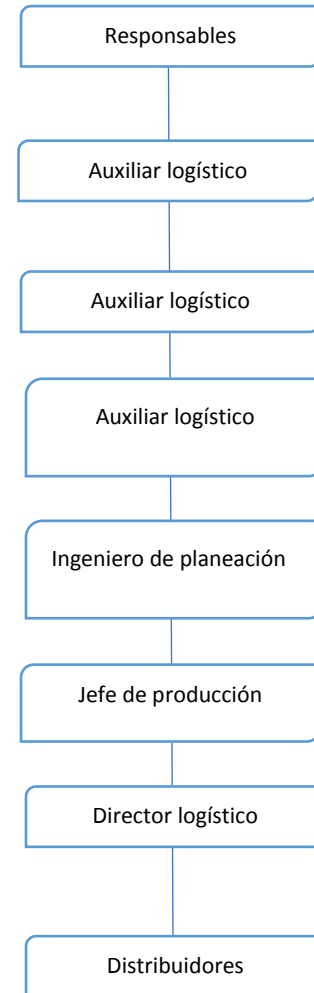 Responsables
Auxiliar logístico
Auxiliar logístico
Auxiliar logístico
Ingeniero de planeación
Jefe de producción
Director logístico
Distribuidores